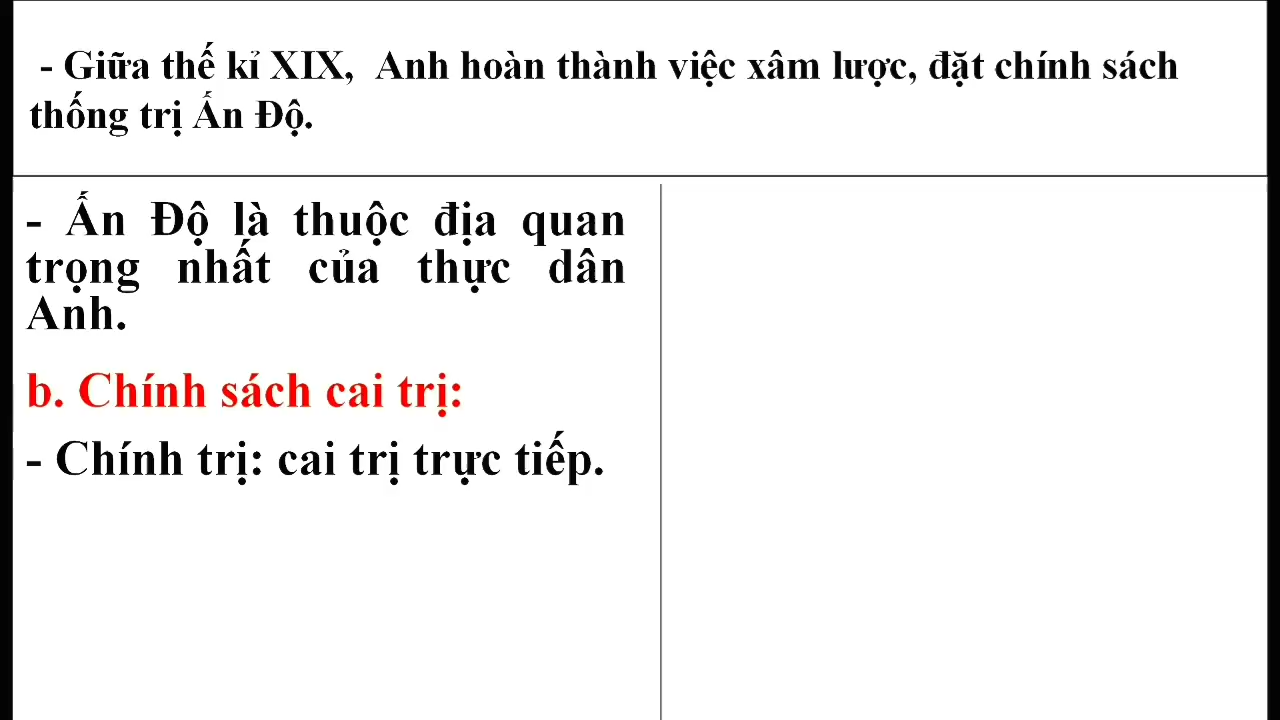 - Giữa thế kỉ XIX, Anh hoàn thành việc xâm lược, đặt chính sách
thống trị Ấn Độ.
- Ấn Độ là thuộc địa quan
trọng nhất của thực dân
Anh.
b. Chính sách cai trị:
- Chính trị: cai trị trực tiếp.